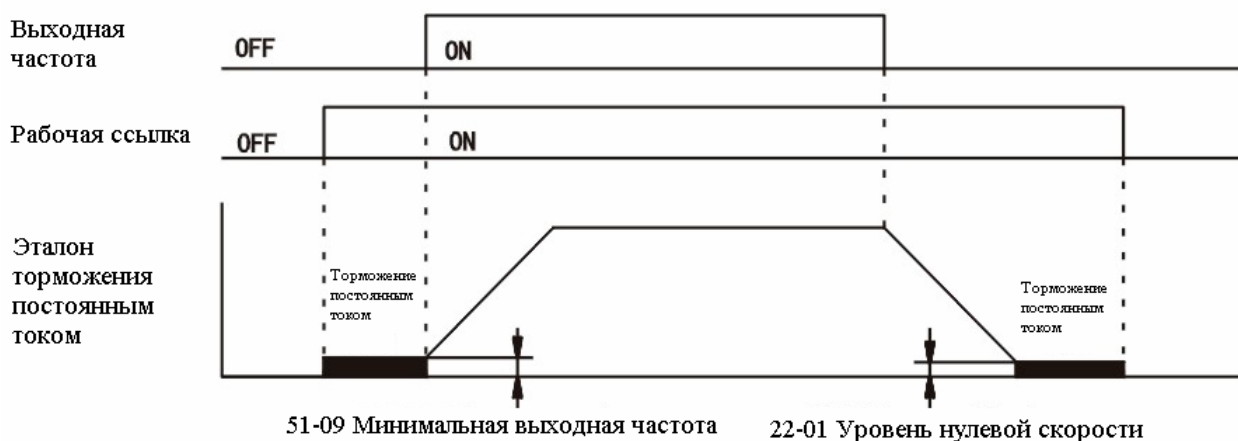 Выходная
частота
OFF
ON
Рабочая ссылка
OFF
ON
Эталон
торможения
постоянным
током
Торможение
постоянным
током
Торможение
постоянным
током
51-09 Минимальная выходная частота
22-01 Уровень нулевой скорости